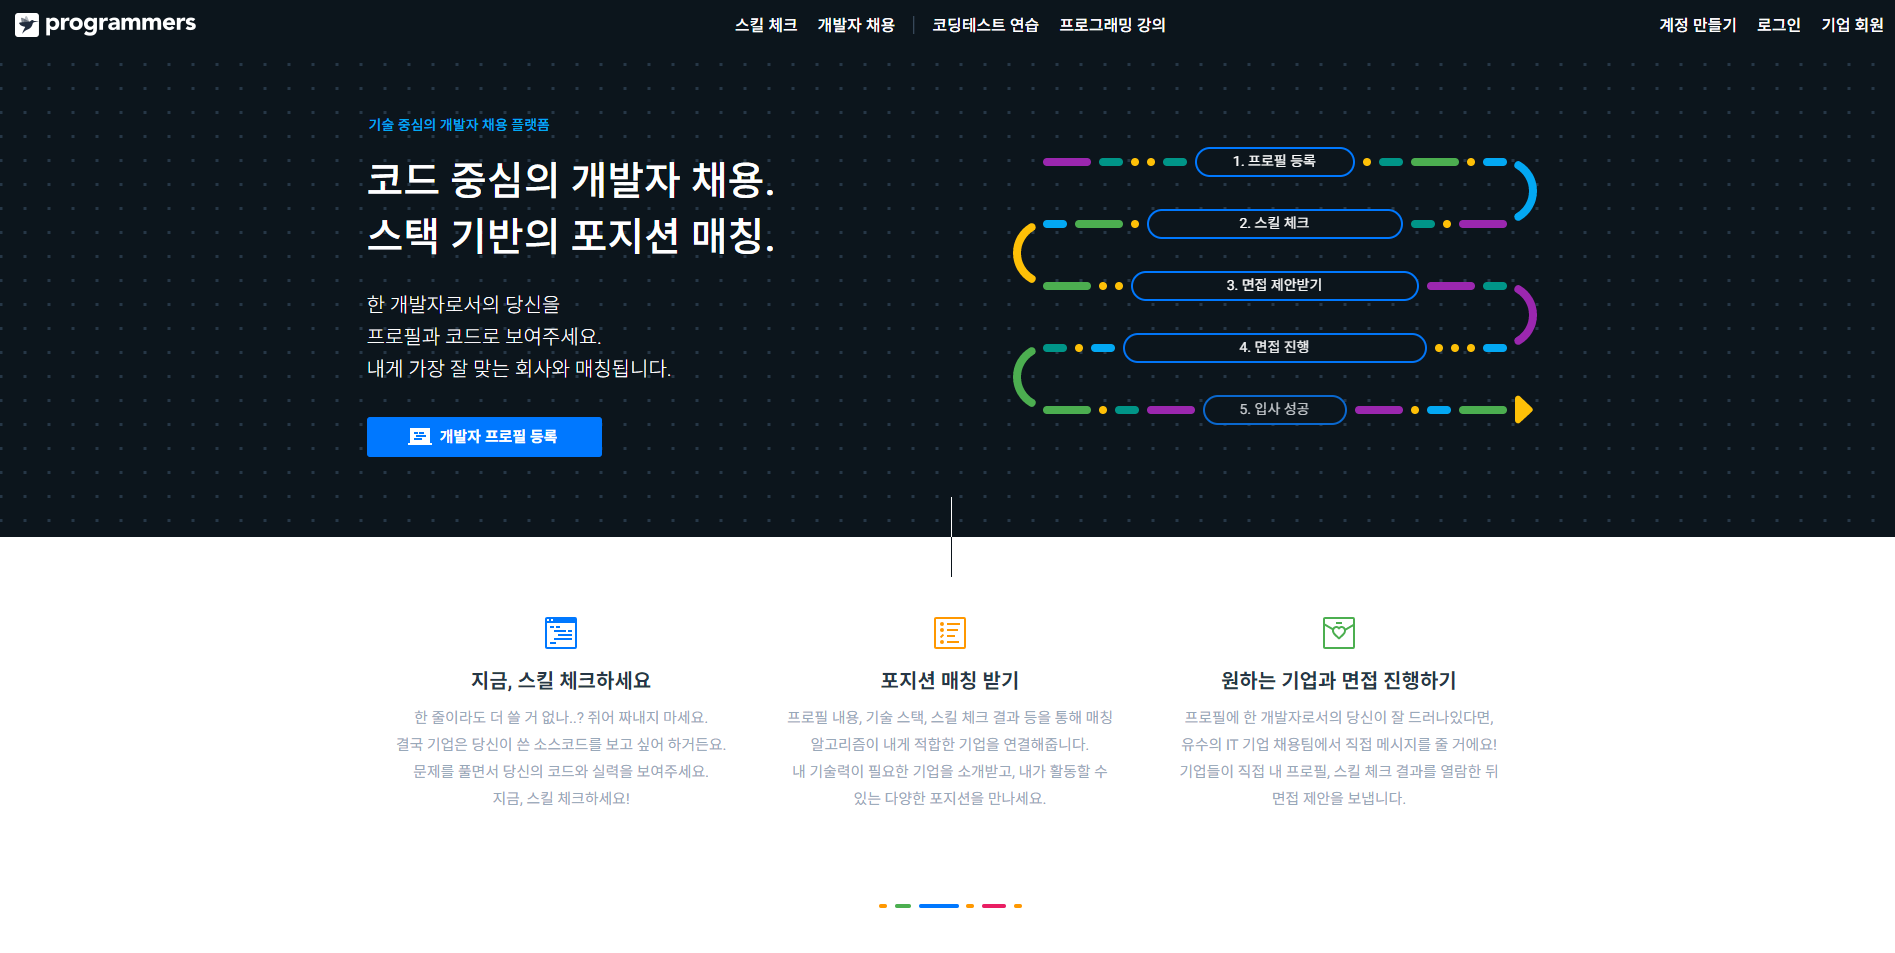 programmers
스킬 체크 개발자 채용 코딩테스트 연습 프로그래밍 강의
계정 만들기 로그인 기업 회원
기술 중심의 개발자 채용 플랫폼
코드 중심의 개발자 채용.
스택 기반의 포지션 매칭.
한 개발자로서의 당신을
프로필과 코드로 보여주세요.
내게 가장 잘 맞는 회사와 매칭됩니다.
개발자 프로필 등록
1. 프로필 등록
2. 스킬 체크
3. 면접 제안받기
4. 면접 진행
5. 입사 성공
지금, 스킬 체크하세요
한 줄이라도 더 쓸 거 없나..? 쥐어 짜내지 마세요.
결국 기업은 당신이 쓴 소스코드를 보고 싶어 하거든요.
문제를 풀면서 당신의 코드와 실력을 보여주세요.
지금, 스킬 체크하세요!
포지션 매칭 받기
프로필 내용, 기술 스택, 스킬 체크 결과 등을 통해 매칭
알고리즘이 내게 적합한 기업을 연결해줍니다.
내 기술력이 필요한 기업을 소개받고, 내가 활동할 수
있는 다양한 포지션을 만나세요.
원하는 기업과 면접 진행하기
프로필에 한 개발자로서의 당신이 잘 드러나있다면,
유수의 IT 기업 채용팀에서 직접 메시지를 줄 거에요!
기업들이 직접 내 프로필, 스킬 체크 결과를 열람한 뒤
면접 제안을 보냅니다.